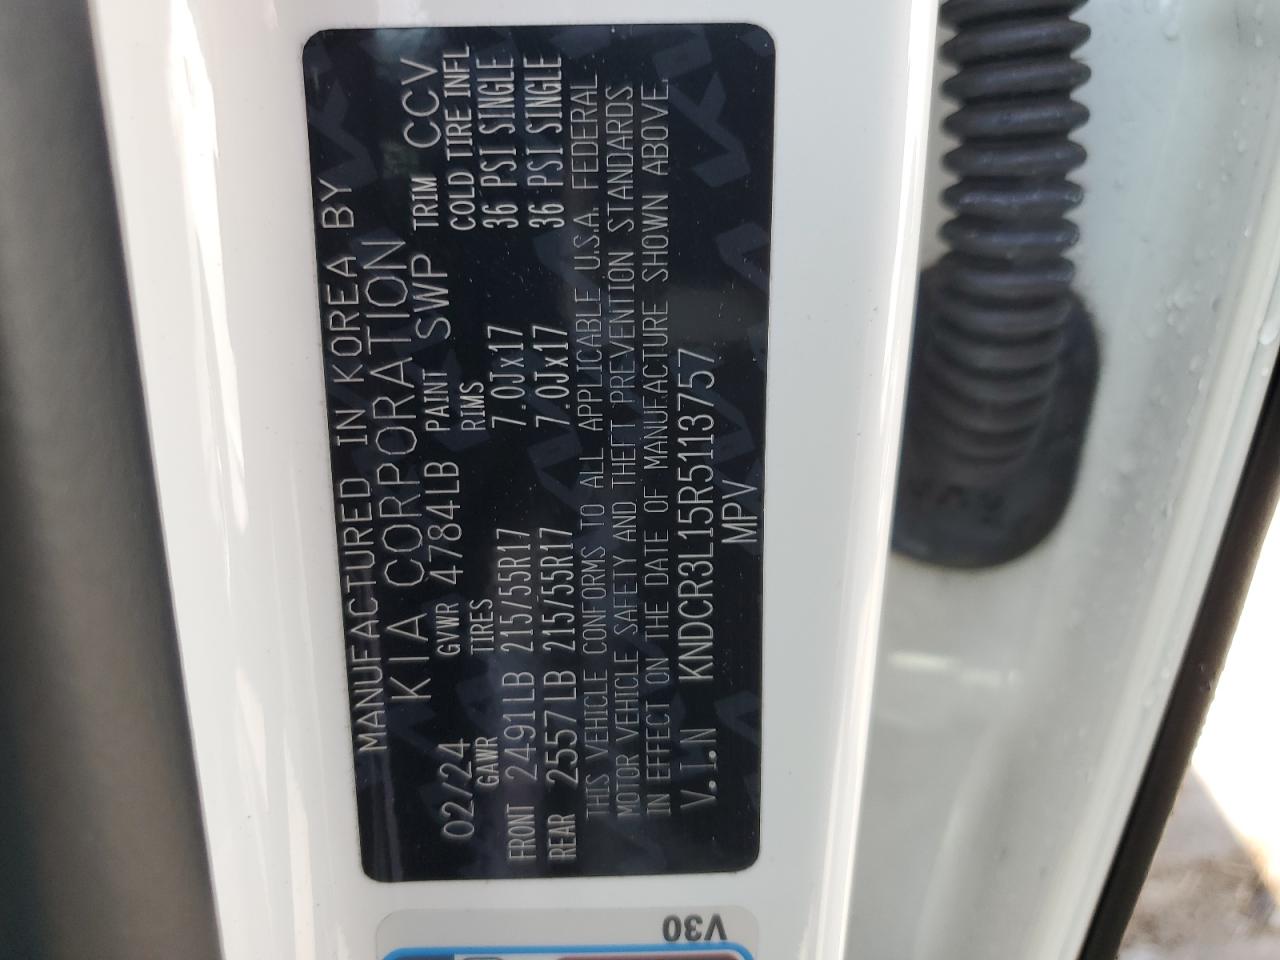 MANUFACTURED IN KOREA BY
KIA CORPORATION
02/24 GVWR 4784LB PAINT SWP TRIM CCV
GAWR TIRES RIMS COLD TIRE INFL
FRONT 2491LB 215/55R17 7.0Jx17 36 PSI SINGLE
REAR 2557LB 215/55R17 7.0Jx17 36 PSI SINGLE
THIS VEHICLE CONFORMS TO ALL APPLICABLE U.S.A. FEDERAL
MOTOR VEHICLE SAFETY AND THEFT PREVENTION STANDARDS
IN EFFECT ON THE DATE OF MANUFACTURE SHOWN ABOVE.
V.I.N KNDCR3L15R5113757
MPV
V30